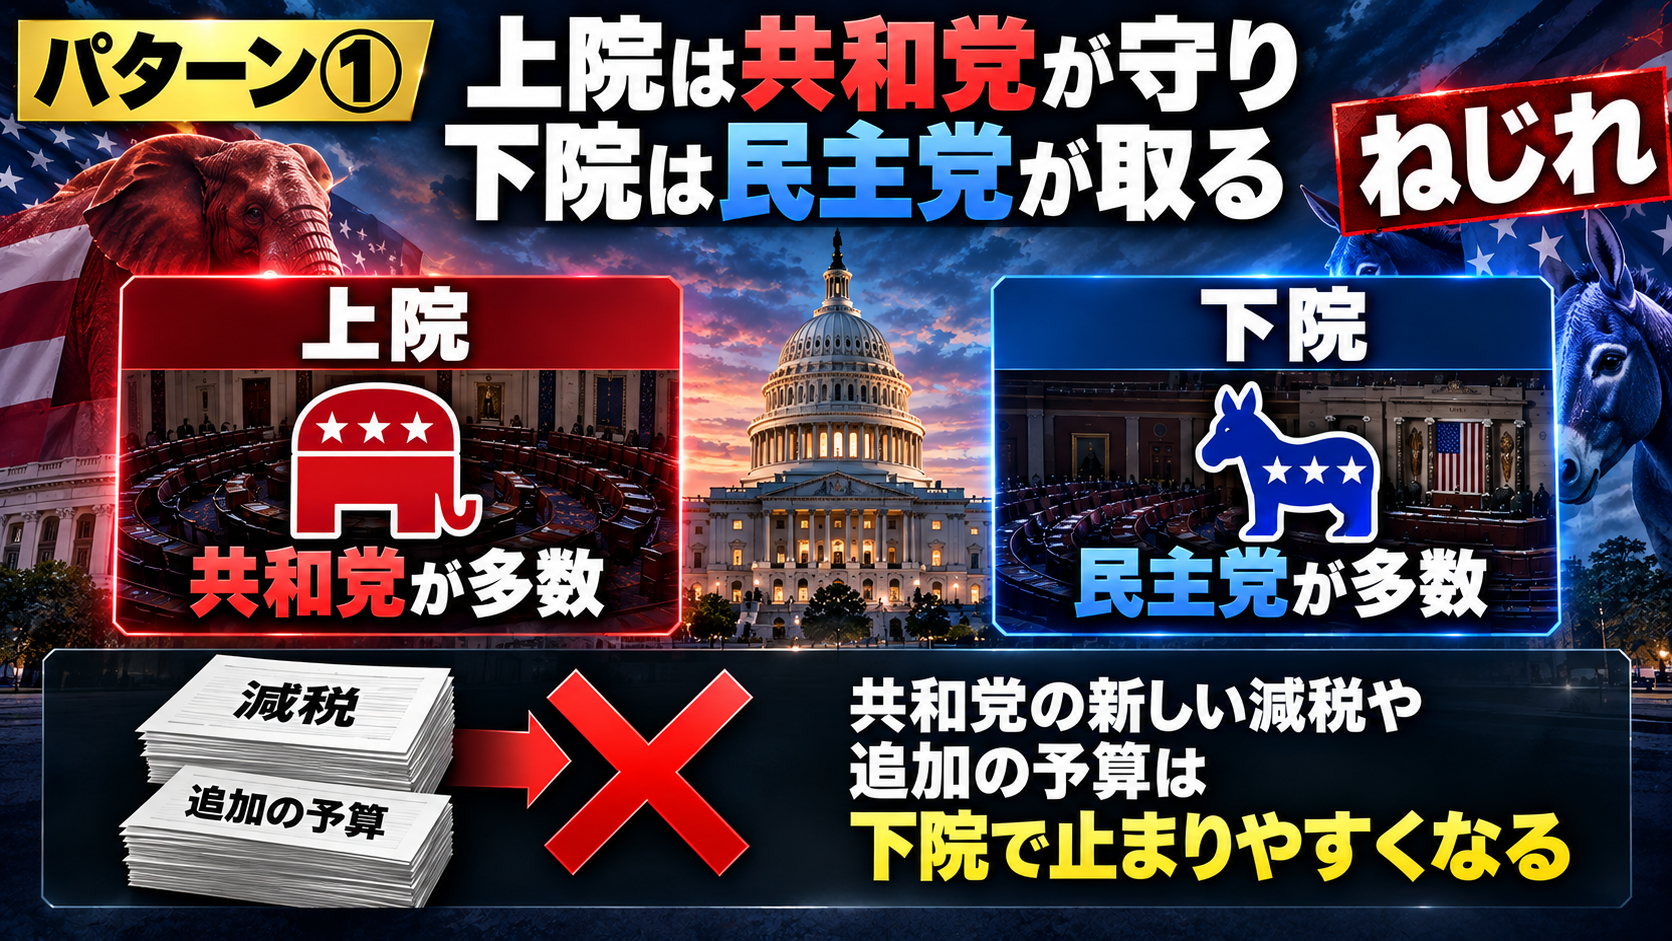 パターン①
上院は共和党が守り
下院は民主党が取る
ねじれ
上院
共和党が多数
下院
民主党が多数
減税
追加の予算
共和党の新しい減税や
追加の予算は
下院で止まりやすくなる